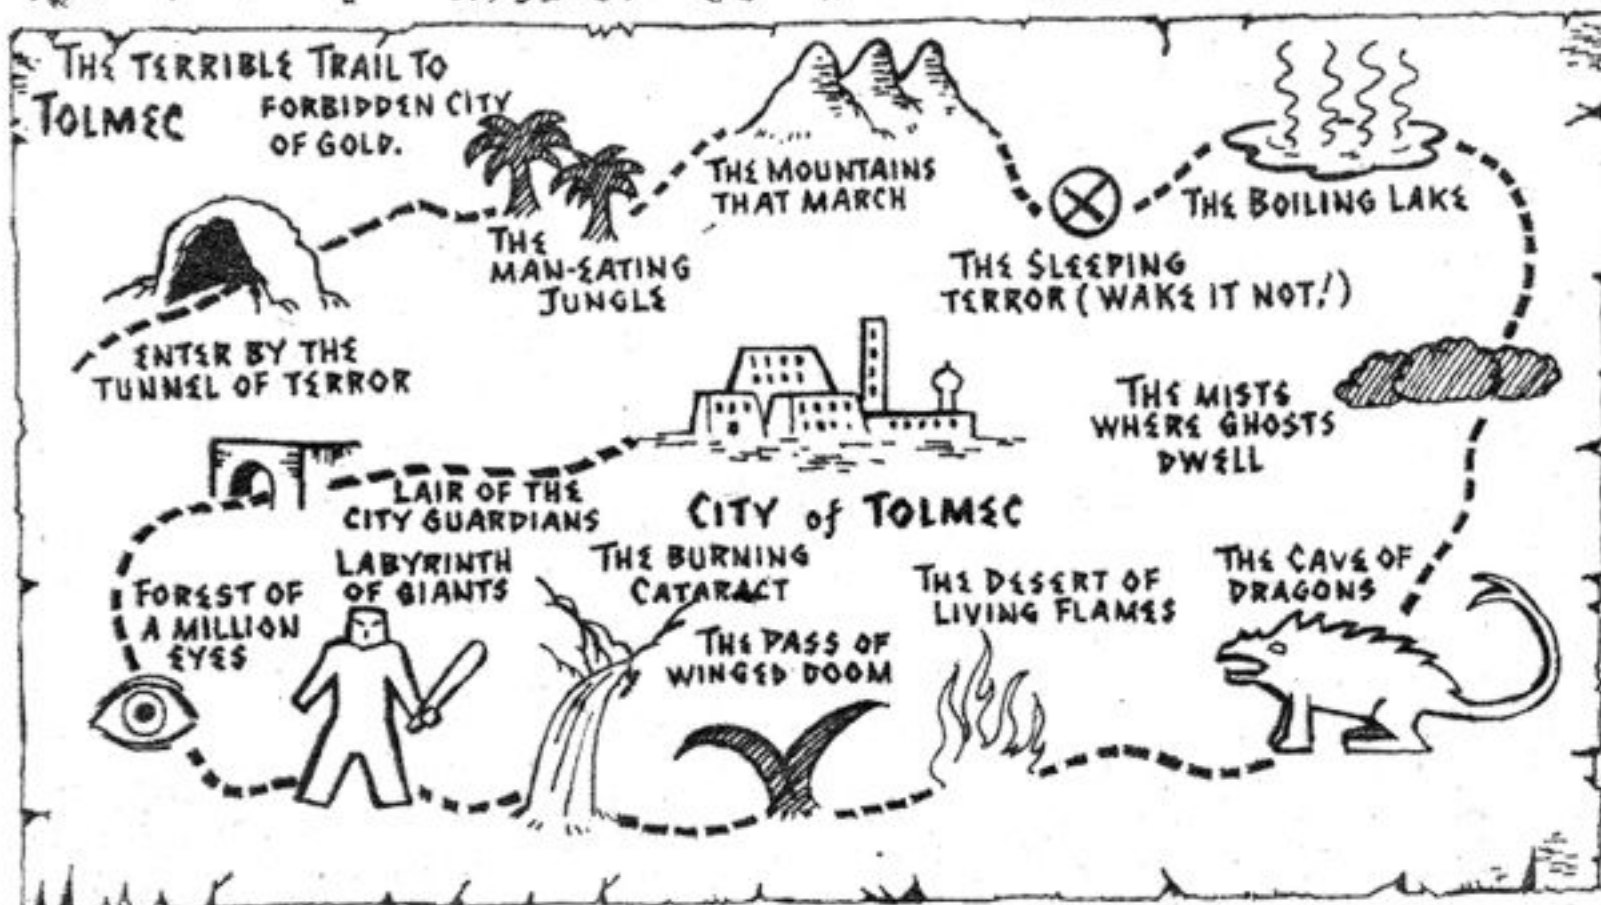 THE TERRIBLE TRAIL TO
TOLMEC
FORBIDDEN CITY
OF GOLD.
ENTER BY THE
TUNNEL OF TERROR
THE
MAN-EATING
JUNGLE
THE MOUNTAINS
THAT MARCH
THE SLEEPING
TERROR (WAKE IT NOT!)
THE BOILING LAKE
THE MISTS
WHERE GHOSTS
DWELL
THE CAVE OF
DRAGONS
THE DESERT OF
LIVING FLAMES
THE PASS OF
WINGED DOOM
THE BURNING
CATARACT
LABYRINTH
OF GIANTS
FOREST OF
A MILLION
EYES
LAIR OF THE
CITY GUARDIANS
CITY of TOLMEC